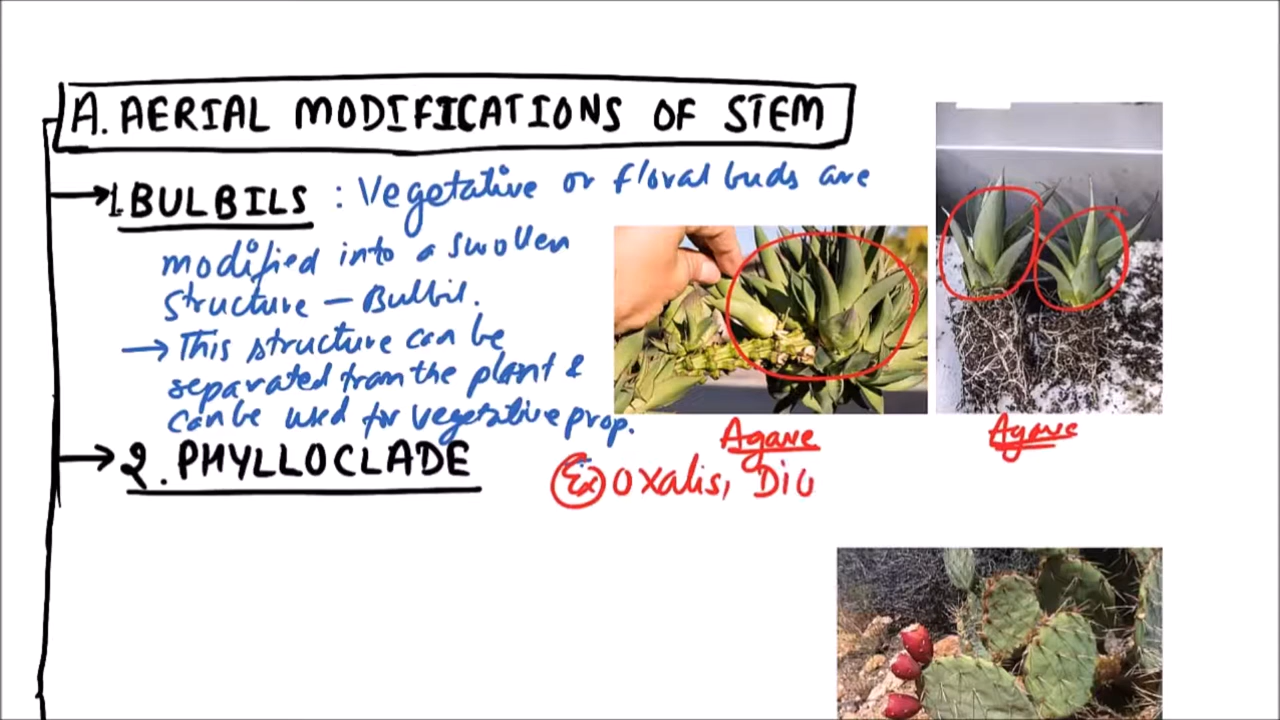 A. AERIAL MODIFICATIONS OF STEM
1. BULBILS : Vegetative or floral buds are
modified into a swollen
structure – Bulbil.
→ This structure can be
separated from the plant &
can be used for vegetative prop.
Agave
Agave
2. PHYLLOCLADE
Ex Oxalis, Dio